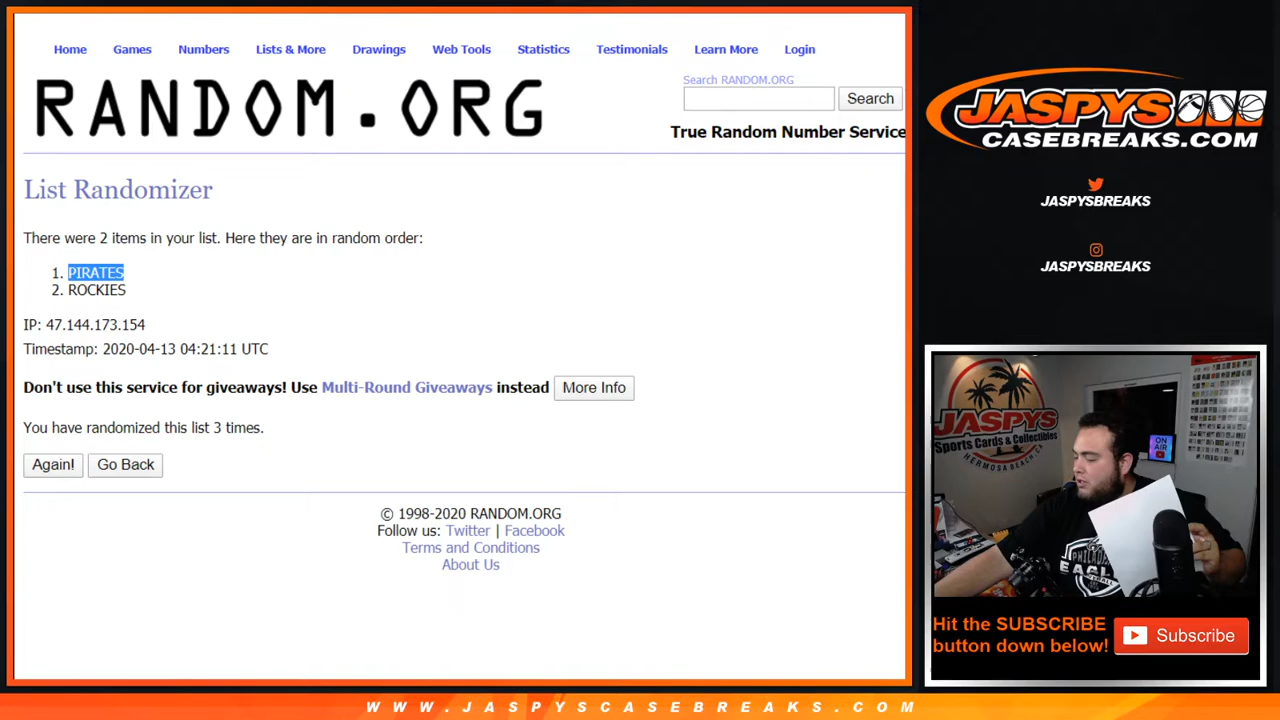 Home Games Numbers Lists & More Drawings Web Tools Statistics Testimonials Learn More Login
RANDOM.ORG
Search RANDOM.ORG
Search
True Random Number Service
List Randomizer
There were 2 items in your list. Here they are in random order:
1. PIRATES
2. ROCKIES
IP: 47.144.173.154
Timestamp: 2020-04-13 04:21:11 UTC
Don't use this service for giveaways! Use Multi-Round Giveaways instead More Info
You have randomized this list 3 times.
Again! Go Back
© 1998-2020 RANDOM.ORG
Follow us: Twitter | Facebook
Terms and Conditions
About Us
JASPYS
CASEBREAKS.COM
JASPYSBREAKS
JASPYSBREAKS
JASPYS
Sports Cards & Collectibles
HERMOSA BEACH, CA
ON
AIR
Hit the SUBSCRIBE
button down below!
Subscribe
WWW.JASPYSCASEBREAKS.COM